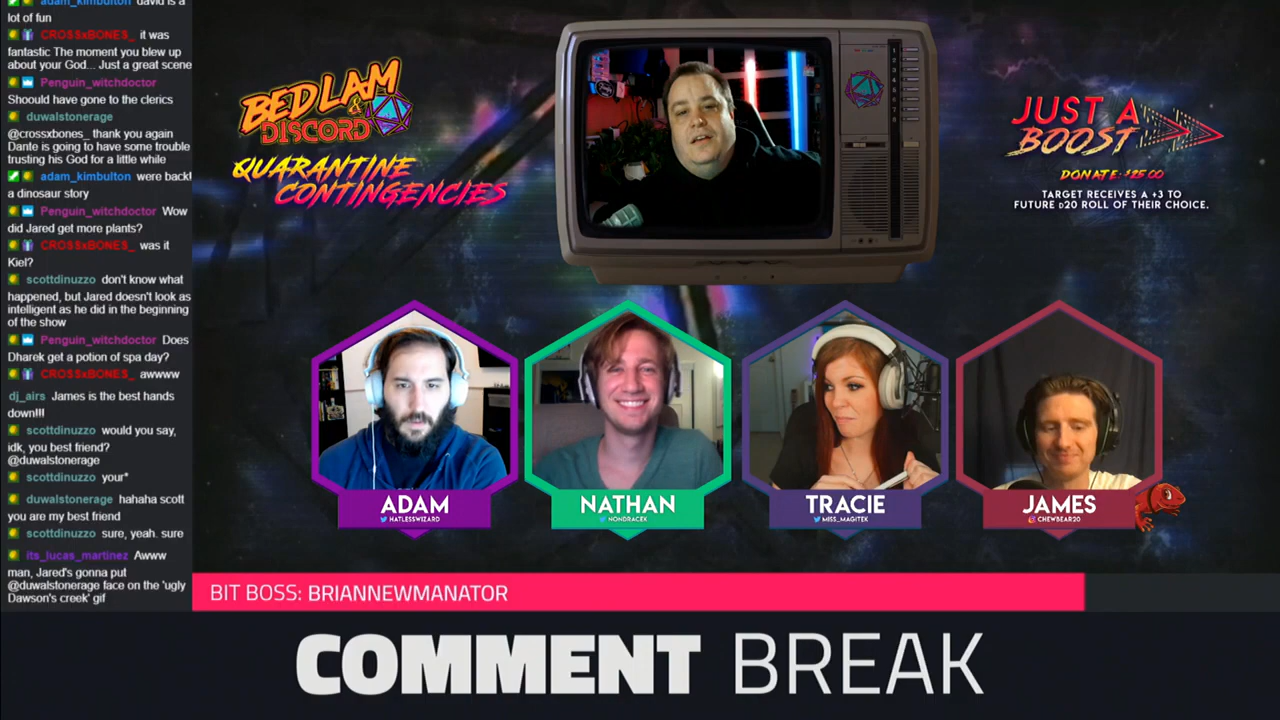 adam_kimbulton david is a
lot of fun
CROSSxBONES_ it was
fantastic The moment you blew up
about your God... Just a great scene
Penguin_witchdoctor
Shoould have gone to the clerics
duwalstonerage
@crossxbones_ thank you again
Dante is going to have some trouble
trusting his God for a little while
adam_kimbulton were back!
a dinosaur story
Penguin_witchdoctor Wow
did Jared get more plants?
CROSSxBONES_ was it
Kiel?
scottdinuzzo don't know what
happened, but Jared doesn't look as
intelligent as he did in the beginning
of the show
Penguin_witchdoctor Does
Dharek get a potion of spa day?
CROSSxBONES_ awwww
dj_airs James is the best hands
down!!!
scottdinuzzo would you say,
idk, you best friend?
@duwalstonerage
scottdinuzzo your*
duwalstonerage hahaha scott
you are my best friend
scottdinuzzo sure, yeah. sure
its_lucas_martinez Awww
man, Jared's gonna put
@duwalstonerage face on the 'ugly
Dawson's creek' gif
BEDLAM
&
DISCORD
QUARANTINE
CONTINGENCIES
JUST A
BOOST
DONATE: $25.00
TARGET RECEIVES A +3 TO
FUTURE D20 ROLL OF THEIR CHOICE.
ADAM
HATLESSWIZARD
NATHAN
NONDRACEK
TRACIE
MISS_MAGITEK
JAMES
CHEWBEAR20
BIT BOSS: BRIANNEWMANATOR
COMMENT BREAK